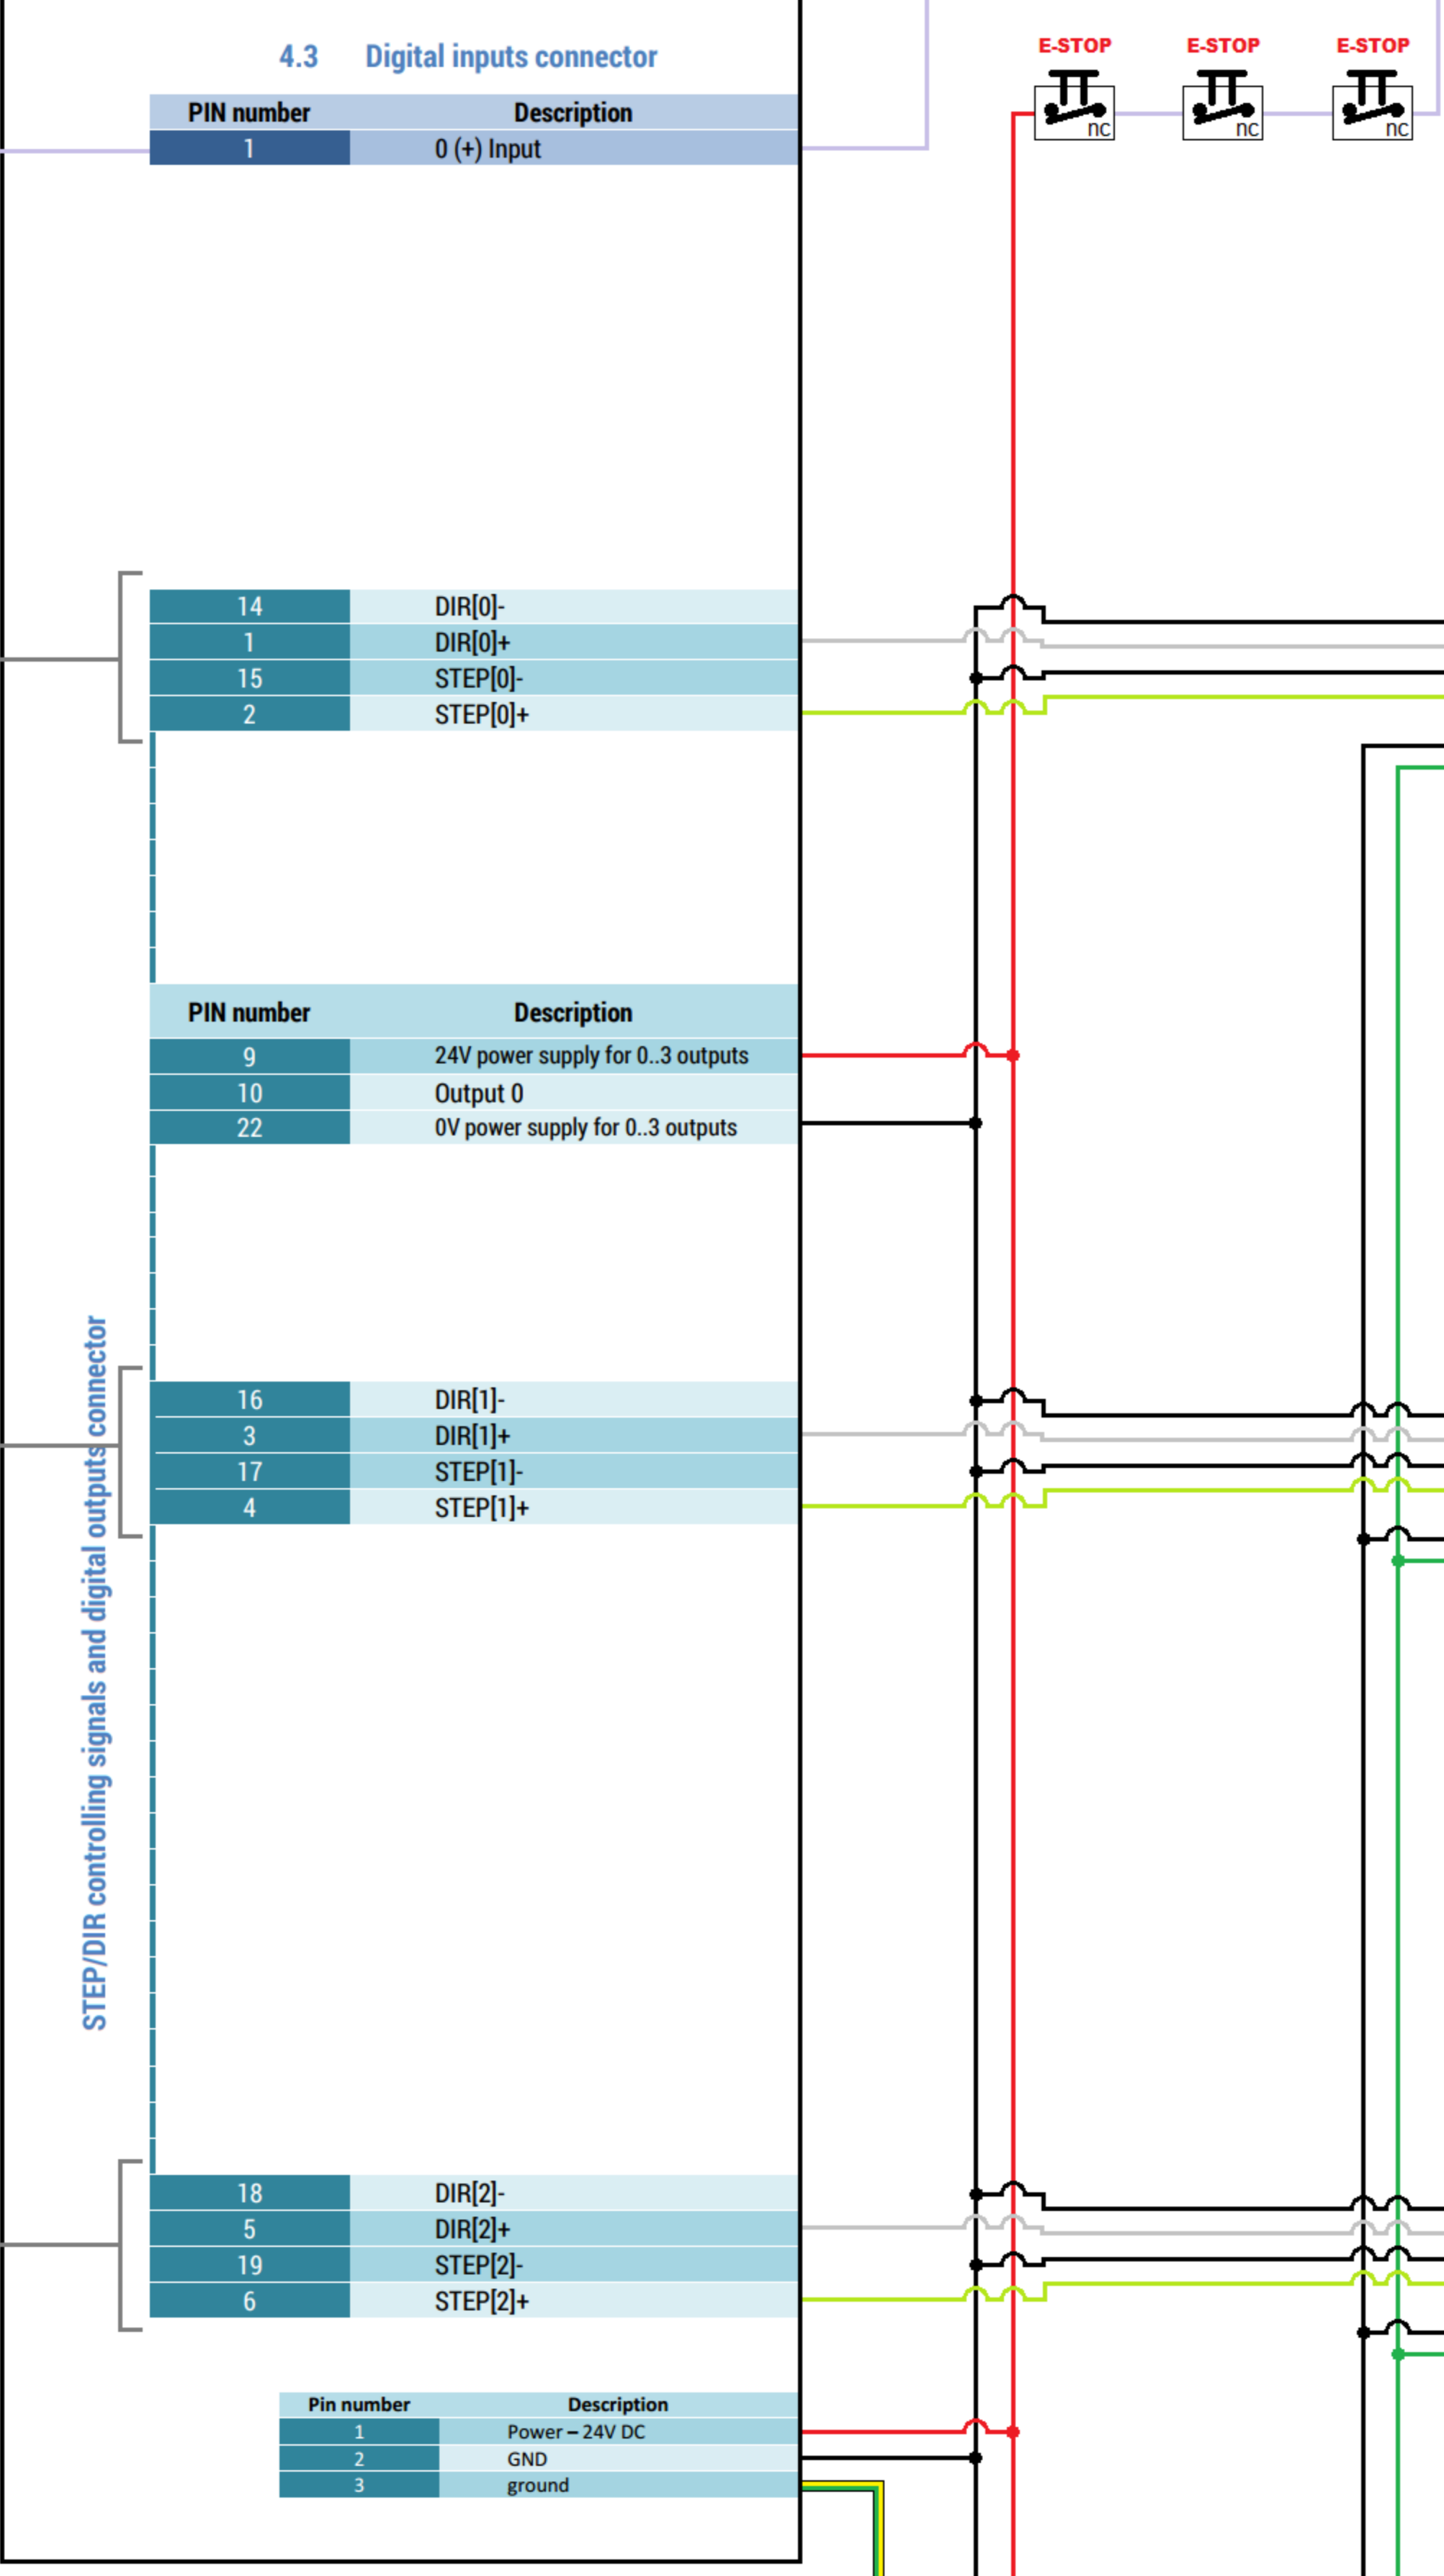 E-STOP E-STOP E-STOP
nc nc nc
4.3 Digital inputs connector
PIN number Description
1 0 (+) Input
14 DIR[0]-
1 DIR[0]+
15 STEP[0]-
2 STEP[0]+
PIN number Description
9 24V power supply for 0..3 outputs
10 Output 0
22 0V power supply for 0..3 outputs
STEP/DIR controlling signals and digital outputs connector
16 DIR[1]-
3 DIR[1]+
17 STEP[1]-
4 STEP[1]+
18 DIR[2]-
5 DIR[2]+
19 STEP[2]-
6 STEP[2]+
Pin number Description
1 Power – 24V DC
2 GND
3 ground